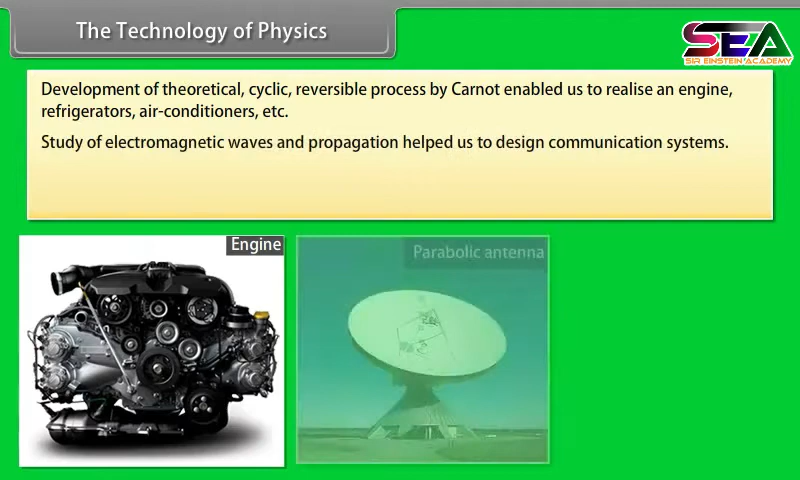 The Technology of Physics
SEA
SIR EINSTEIN ACADEMY
Development of theoretical, cyclic, reversible process by Carnot enabled us to realise an engine,
refrigerators, air-conditioners, etc.
Study of electromagnetic waves and propagation helped us to design communication systems.
Engine
Parabolic antenna